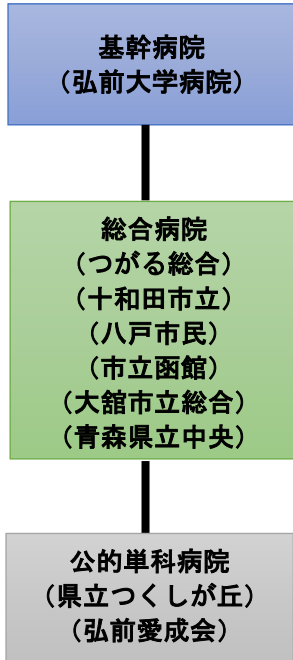 基幹病院
（弘前大学病院）
総合病院
（つがる総合）
（十和田市立）
（八戸市民）
（市立函館）
（大舘市立総合）
（青森県立中央）
公的単科病院
（県立つくしが丘）
（弘前愛成会）